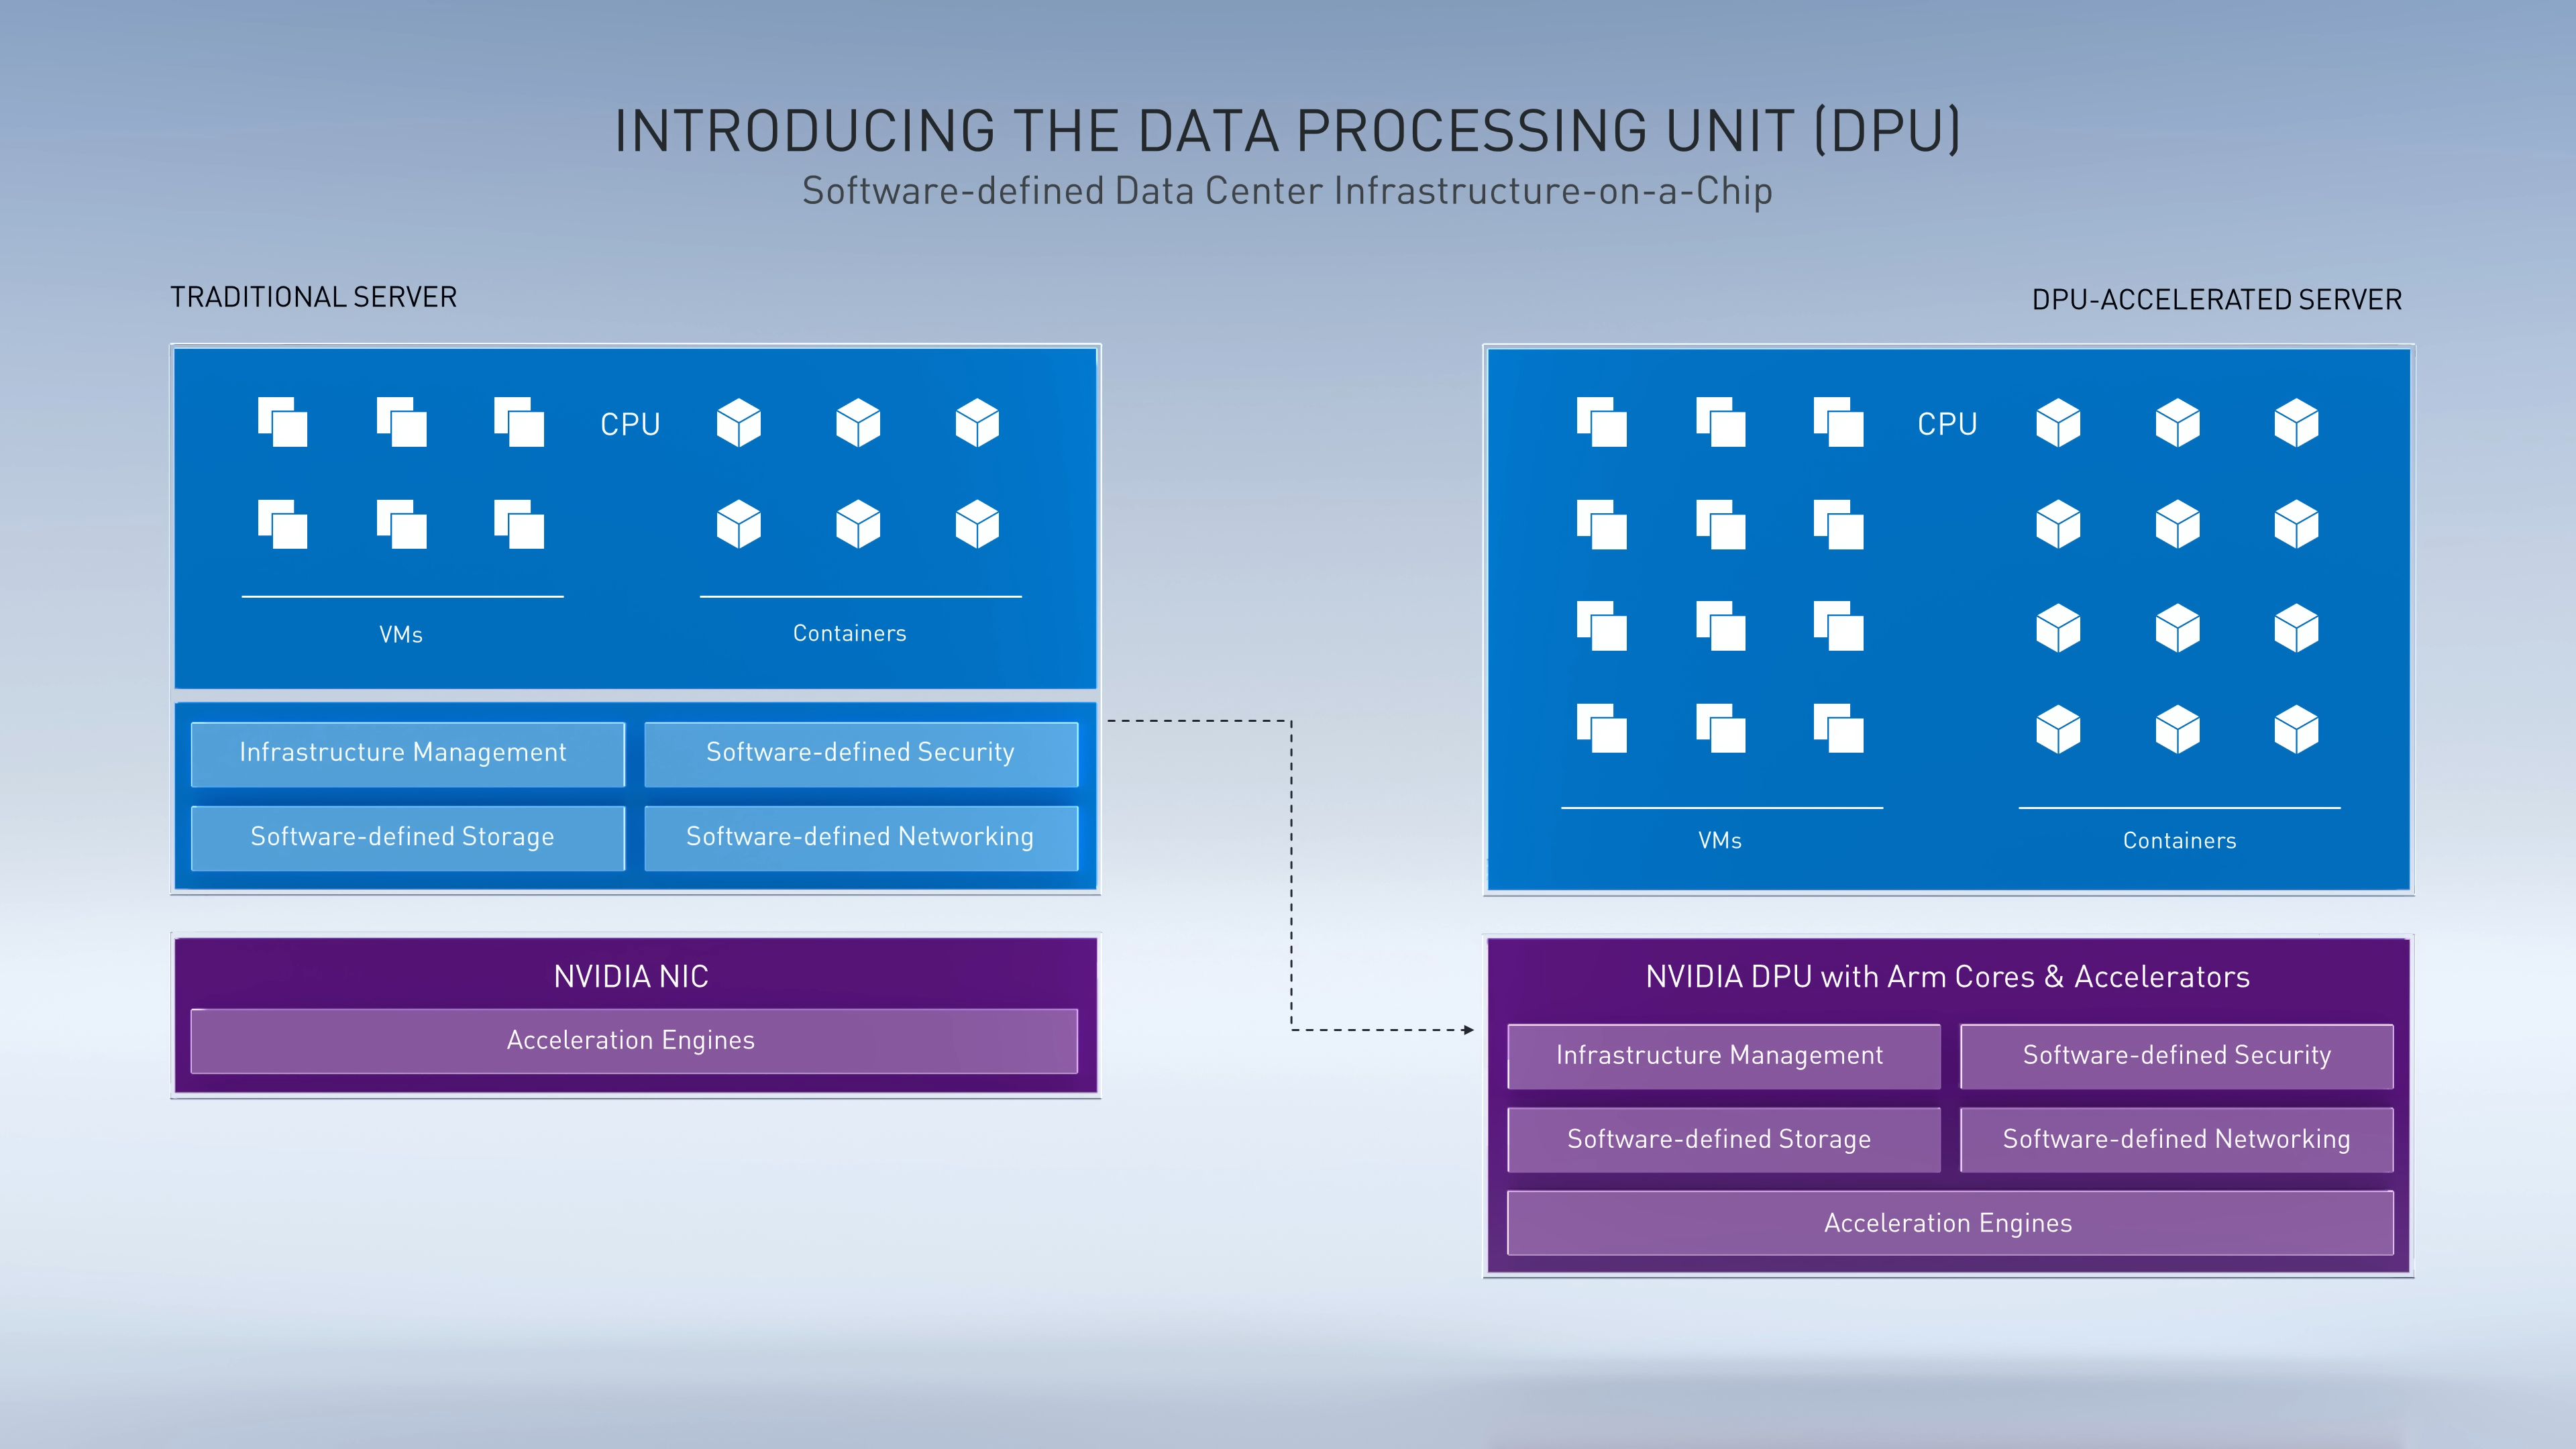 INTRODUCING THE DATA PROCESSING UNIT (DPU)
Software-defined Data Center Infrastructure-on-a-Chip
TRADITIONAL SERVER
CPU
VMs
Containers
Infrastructure Management
Software-defined Security
Software-defined Storage
Software-defined Networking
NVIDIA NIC
Acceleration Engines
DPU-ACCELERATED SERVER
CPU
VMs
Containers
NVIDIA DPU with Arm Cores & Accelerators
Infrastructure Management
Software-defined Security
Software-defined Storage
Software-defined Networking
Acceleration Engines